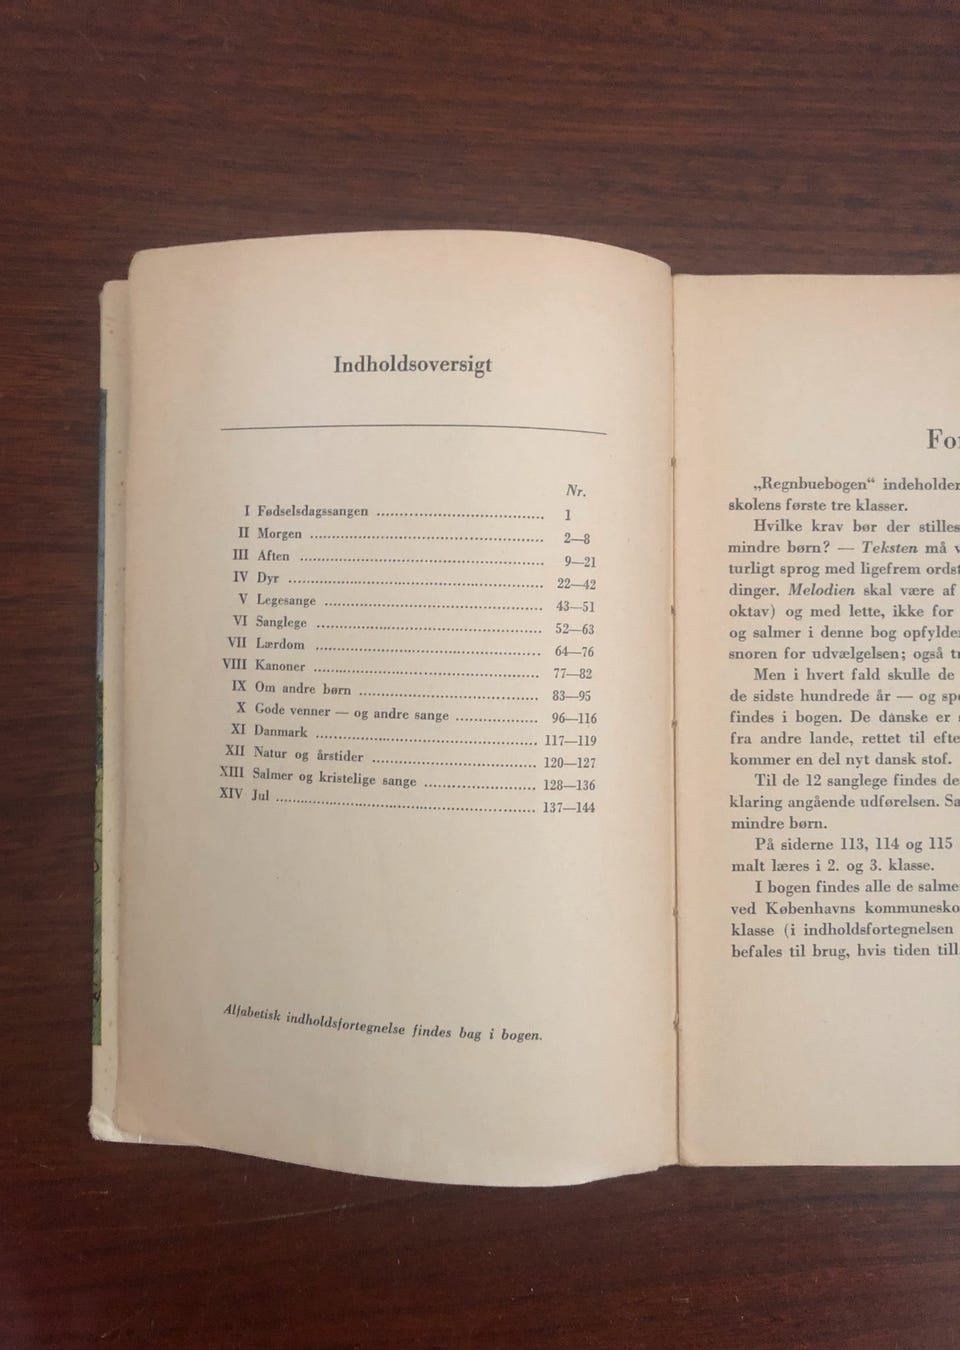 Indholdsoversigt
Nr.
I Fødselsdagssangen ........................................ 1
II Morgen ........................................ 2—8
III Aften ........................................ 9—21
IV Dyr ........................................ 22—42
V Legesange ........................................ 43—51
VI Sanglege ........................................ 52—63
VII Lærdom ........................................ 64—76
VIII Kanoner ........................................ 77—82
IX Om andre børn ........................................ 83—95
X Gode venner — og andre sange .................... 96—116
XI Danmark ........................................ 117—119
XII Natur og årstider ........................................ 120—127
XIII Salmer og kristelige sange ........................... 128—136
XIV Jul ........................................ 137—144
Alfabetisk indholdsfortegnelse findes bag i bogen.
„Regnbuebogen“ indeholder
skolens første tre klasser.
Hvilke krav bør der stilles
mindre børn? — Teksten må
turligt sprog med ligefrem
dinger. Melodien skal være af
oktav) og med lette, ikke for
og salmer i denne bog
snoren for udvælgelsen; også
Men i hvert fald skulle de
de sidste hundrede år — og
findes i bogen. De danske er
fra andre lande, rettet til
kommer en del nyt dansk stof.
Til de 12 sanglege findes
klaring angående udførelsen.
mindre børn.
På siderne 113, 114 og 115
malt læres i 2. og 3. klasse.
I bogen findes alle de
ved Københavns
klasse (i indholdsfortegnelsen
befales til brug, hvis tiden